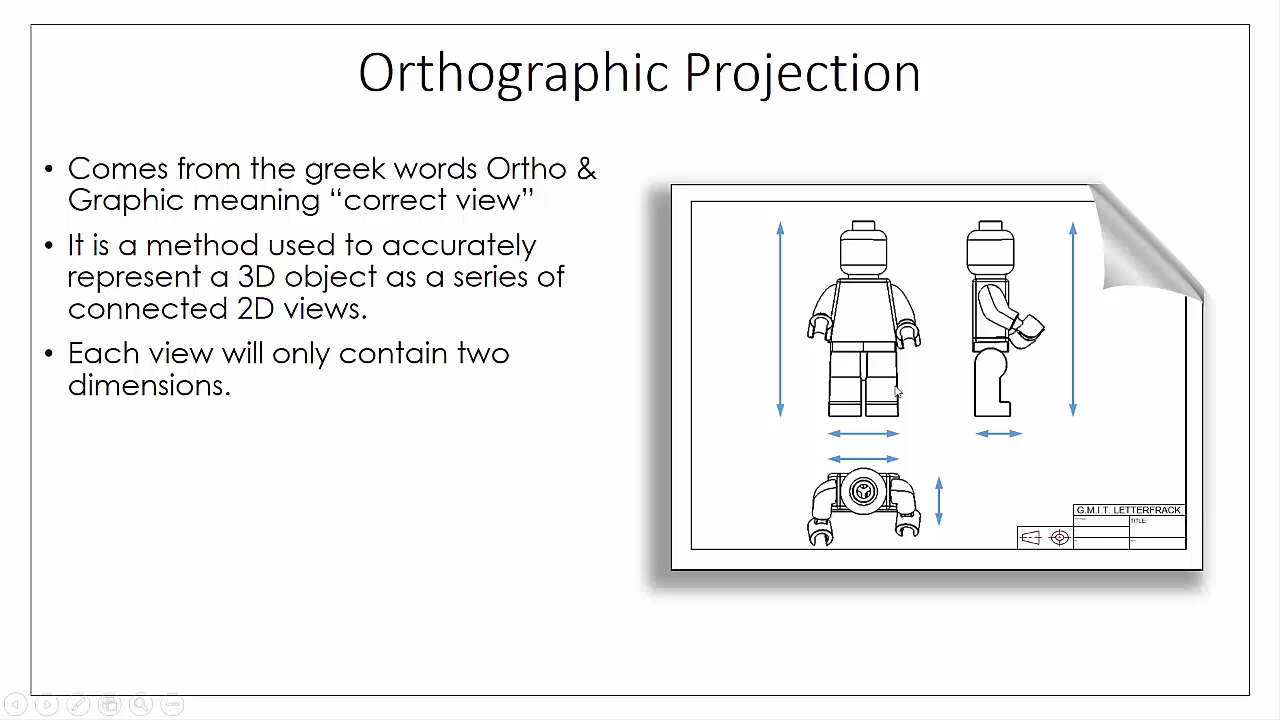 Orthographic Projection
• Comes from the greek words Ortho &
Graphic meaning “correct view”
• It is a method used to accurately
represent a 3D object as a series of
connected 2D views.
• Each view will only contain two
dimensions.
G.M.I.T. LETTERFRACK
TITLE: